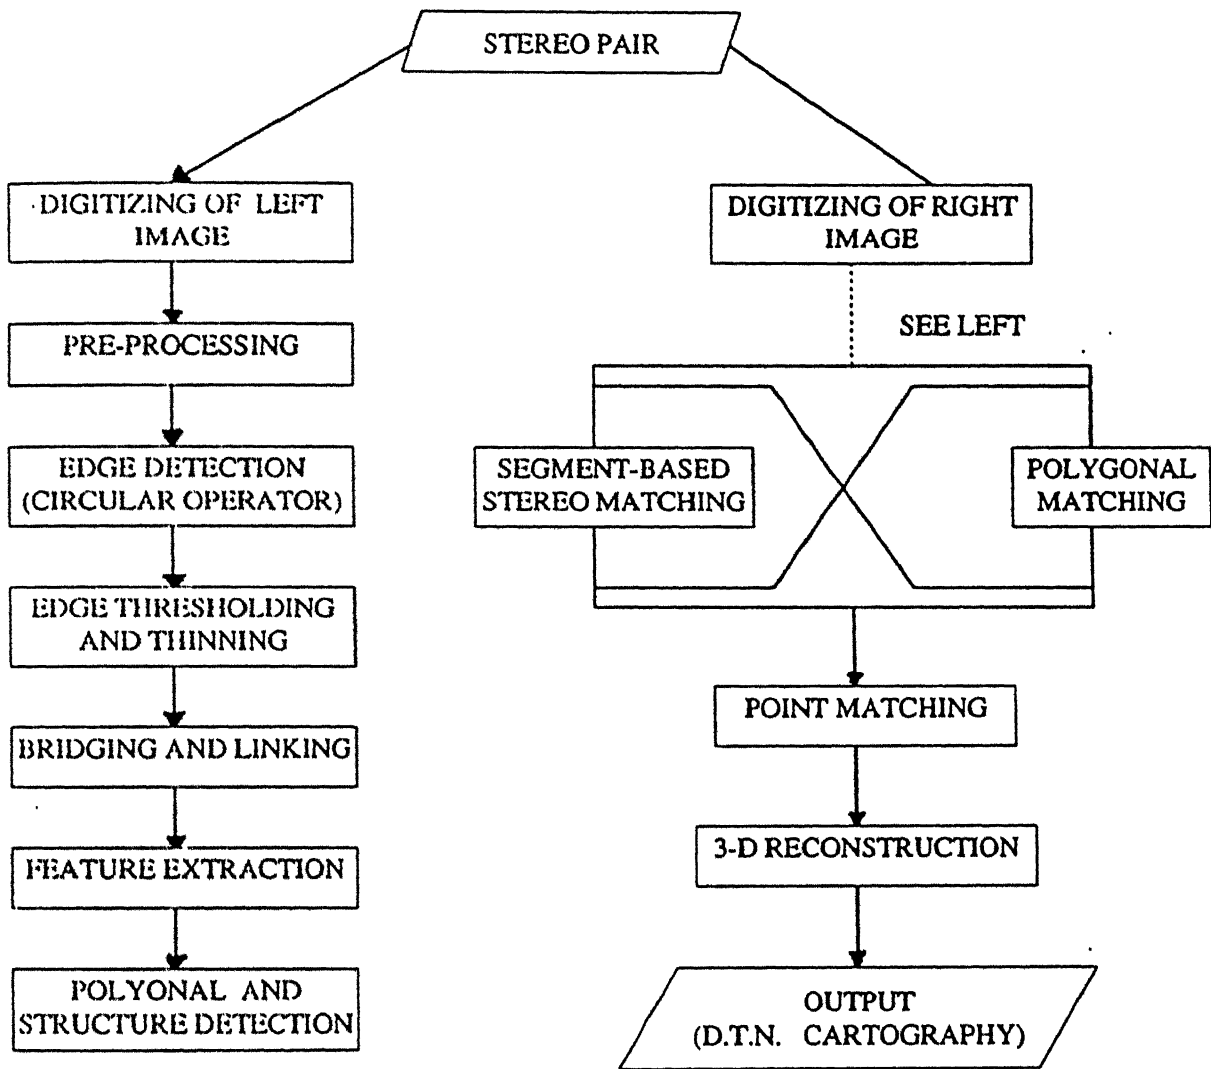 STEREO PAIR
DIGITIZING OF LEFT
IMAGE
PRE-PROCESSING
EDGE DETECTION
(CIRCULAR OPERATOR)
EDGE THRESHOLDING
AND THINNING
BRIDGING AND LINKING
FEATURE EXTRACTION
POLYONAL AND
STRUCTURE DETECTION
DIGITIZING OF RIGHT
IMAGE
SEE LEFT
SEGMENT-BASED
STEREO MATCHING
POLYGONAL
MATCHING
POINT MATCHING
3-D RECONSTRUCTION
OUTPUT
(D.T.N. CARTOGRAPHY)